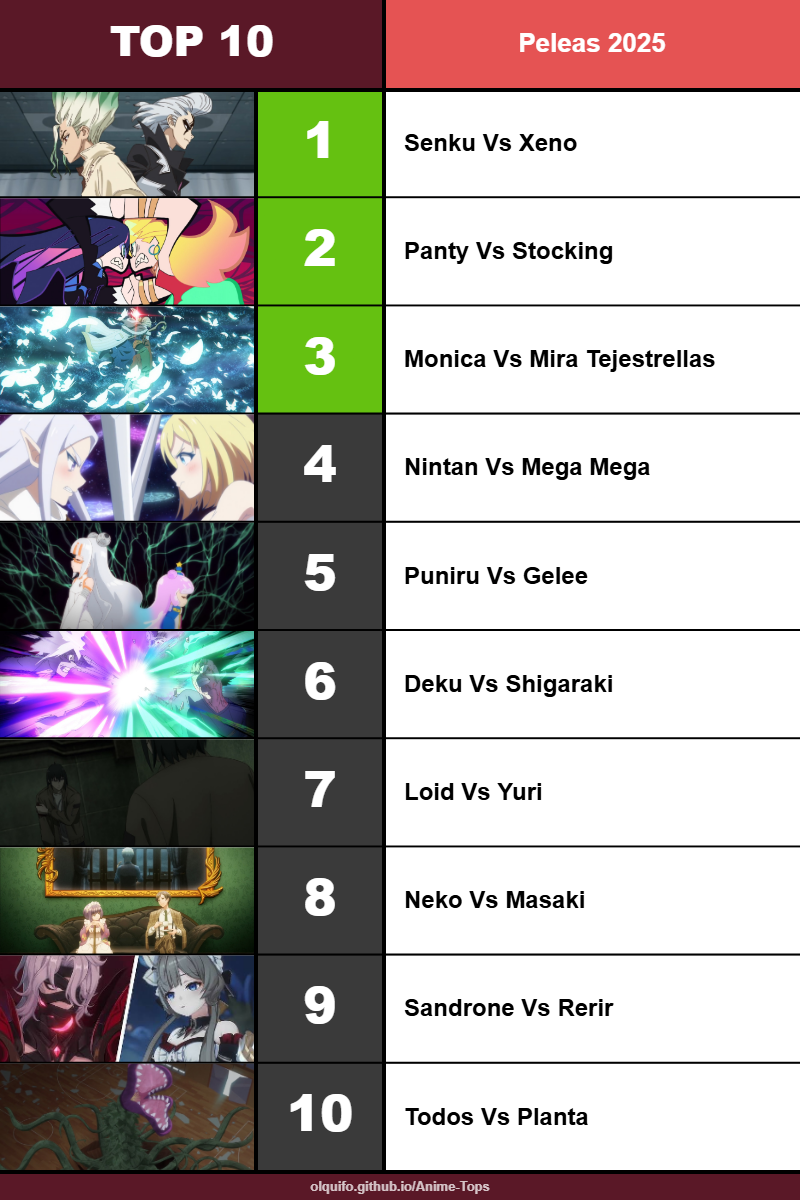 TOP 10
Peleas 2025
1
Senku Vs Xeno
2
Panty Vs Stocking
3
Monica Vs Mira Tejestrellas
4
Nintan Vs Mega Mega
5
Puniru Vs Gelee
6
Deku Vs Shigaraki
7
Loid Vs Yuri
8
Neko Vs Masaki
9
Sandrone Vs Rerir
10
Todos Vs Planta
olquifo.github.io/Anime-Tops